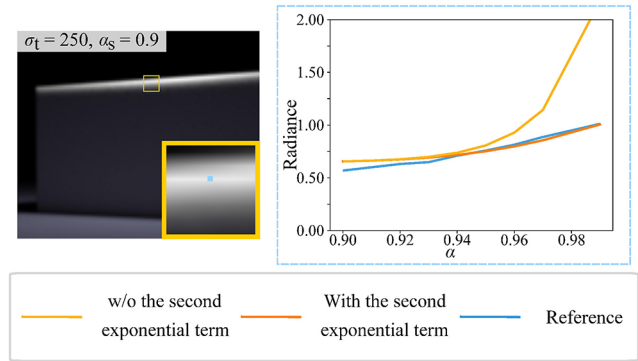 σt = 250, αs = 0.9
2.00
1.50
1.00
0.50
0.00
Radiance
0.90
0.92
0.94
0.96
0.98
α
w/o the second
exponential term
With the second
exponential term
Reference